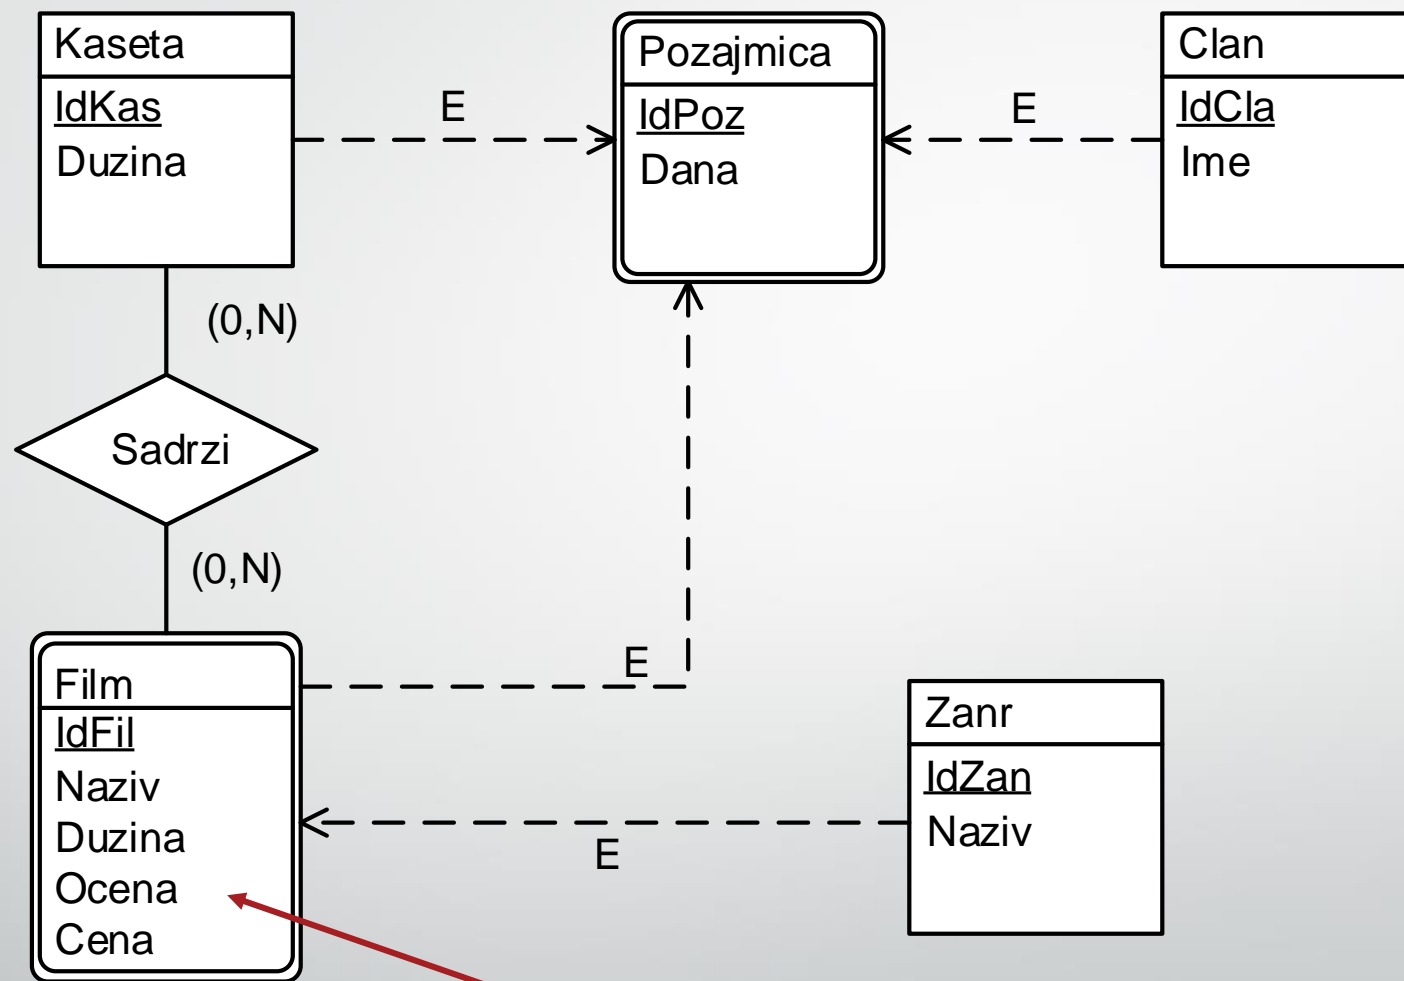 Kaseta
IdKas
Duzina
E
Pozajmica
IdPoz
Dana
E
Clan
IdCla
Ime
(0,N)
Sadrzi
(0,N)
Film
IdFil
Naziv
Duzina
Ocena
Cena
E
E
Zanr
IdZan
Naziv